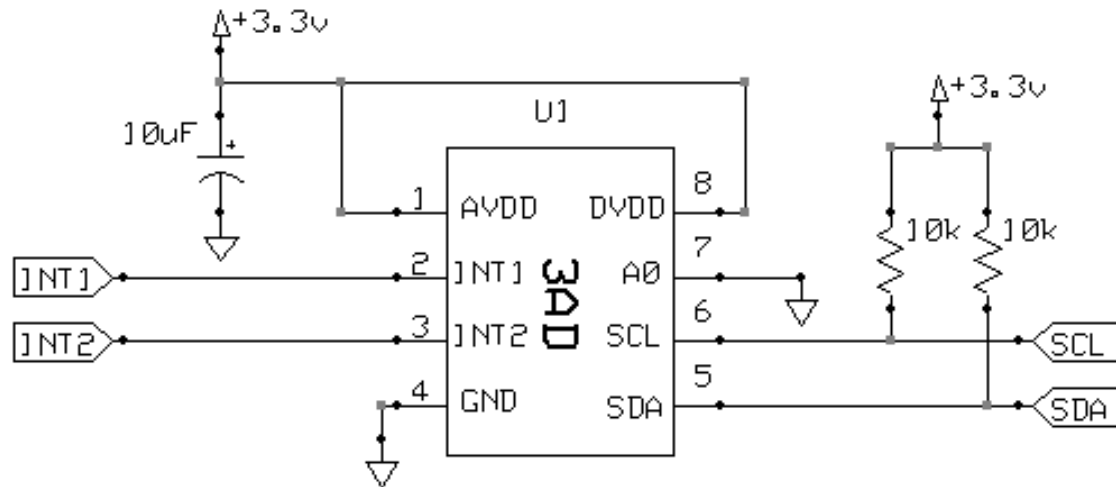 +3.3v
+3.3v
U1
10uF
+
1 AVDD DVDD 8
10k 10k
INT1 2 INT1 A0 7
3AD
INT2 3 INT2 SCL 6 SCL
4 GND SDA 5 SDA